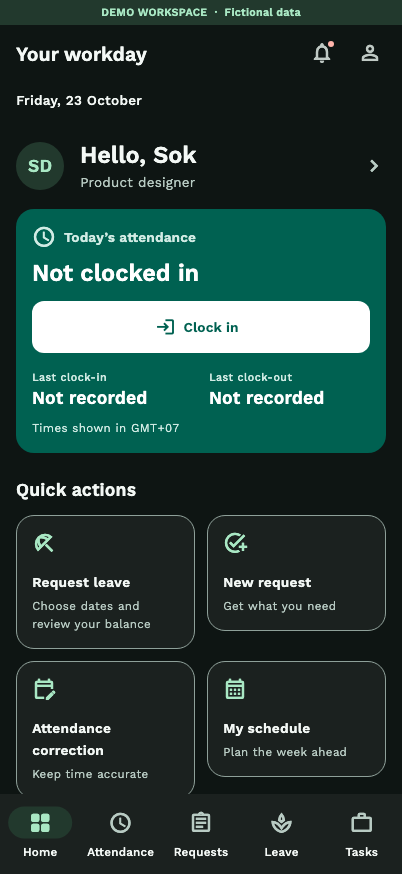 DEMO WORKSPACE · Fictional data
Your workday
Friday, 23 October
SD
Hello, Sok
Product designer
Today’s attendance
Not clocked in
Clock in
Last clock-in
Last clock-out
Not recorded
Not recorded
Times shown in GMT+07
Quick actions
Request leave
Choose dates and
review your balance
New request
Get what you need
Attendance
correction
Keep time accurate
My schedule
Plan the week ahead
Home
Attendance
Requests
Leave
Tasks